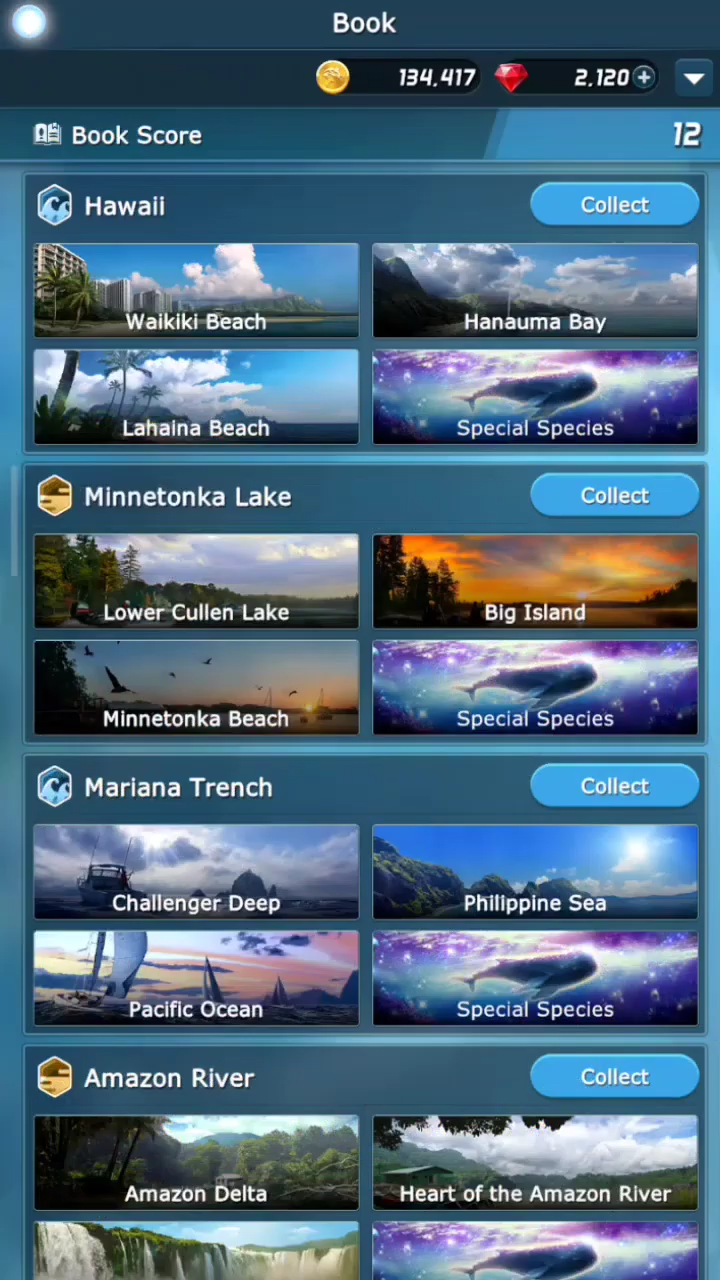 Book
134,417 2,120
Book Score 12
Hawaii Collect
Waikiki Beach Hanauma Bay
Lahaina Beach Special Species
Minnetonka Lake Collect
Lower Cullen Lake Big Island
Minnetonka Beach Special Species
Mariana Trench Collect
Challenger Deep Philippine Sea
Pacific Ocean Special Species
Amazon River Collect
Amazon Delta Heart of the Amazon River